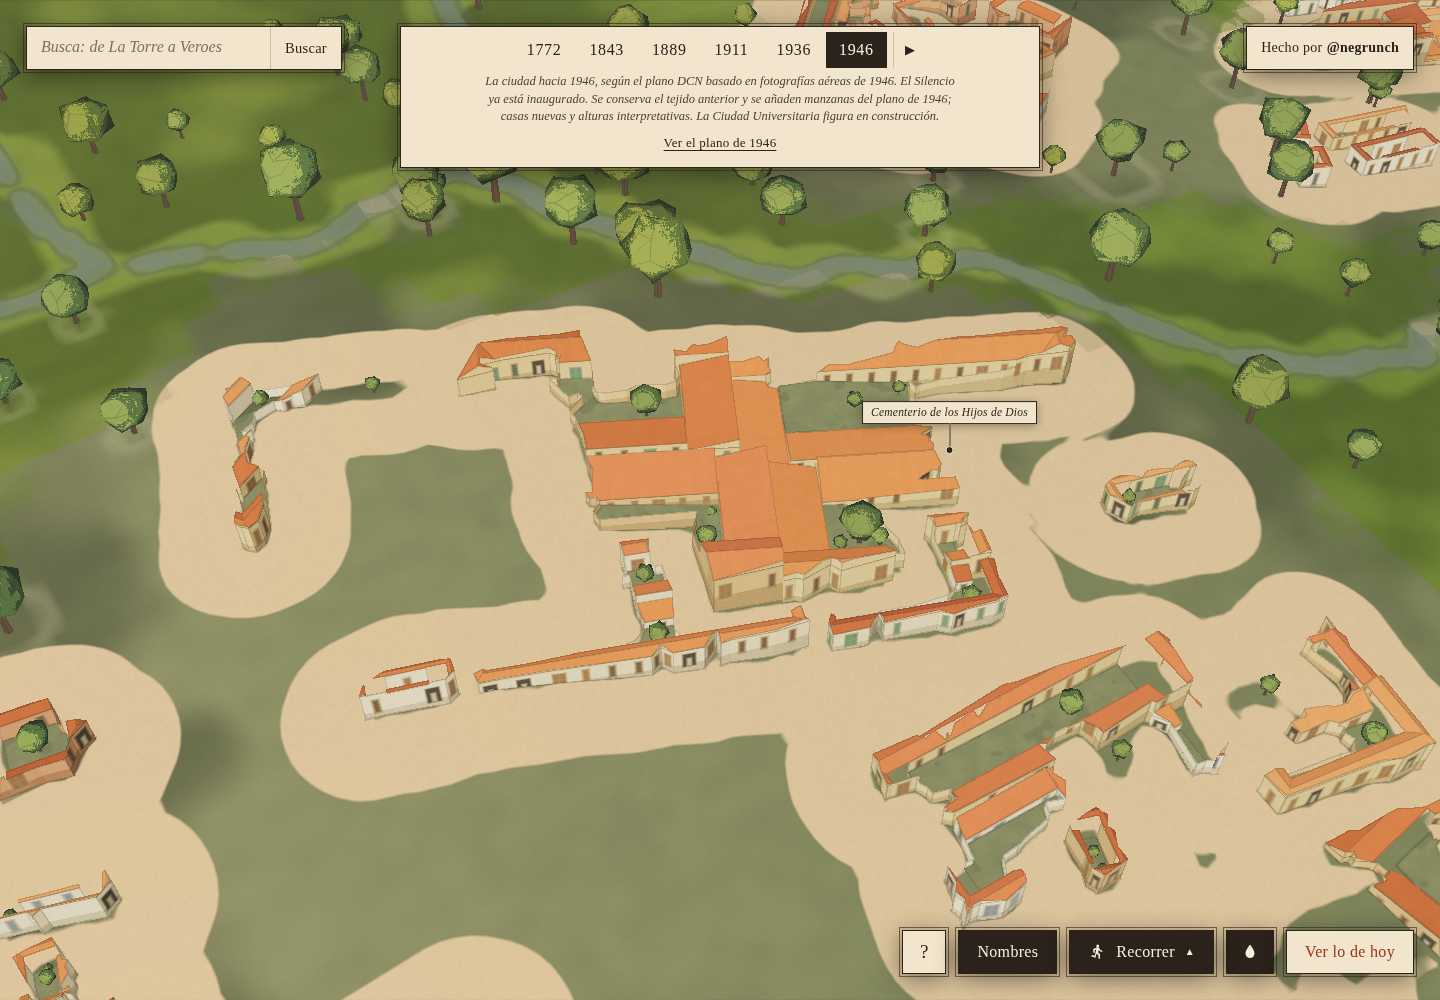 Busca: de La Torre a Veroes
Buscar
1772 1843 1889 1911 1936 1946 ▶
La ciudad hacia 1946, según el plano DCN basado en fotografías aéreas de 1946. El Silencio
ya está inaugurado. Se conserva el tejido anterior y se añaden manzanas del plano de 1946;
casas nuevas y alturas interpretativas. La Ciudad Universitaria figura en construcción.
Ver el plano de 1946
Hecho por @negrunch
Cementerio de los Hijos de Dios
?
Nombres
Recorrer ▲
Ver lo de hoy